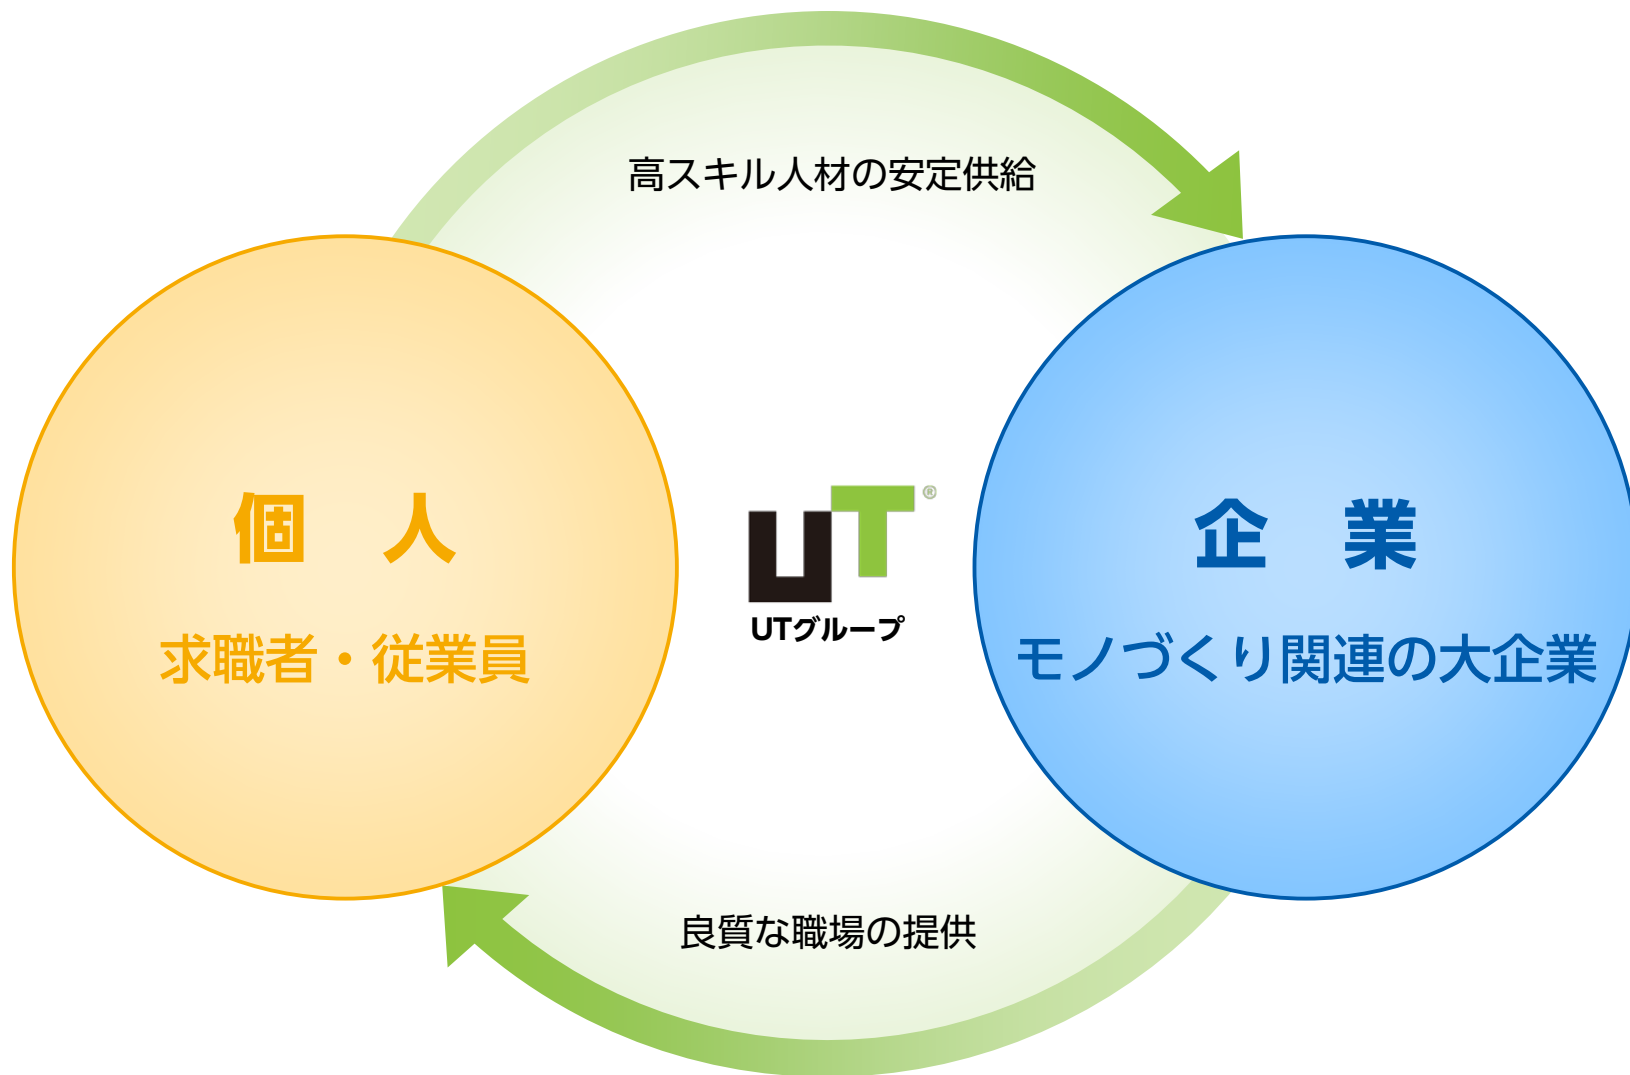 高スキル人材の安定供給
個 人
求職者・従業員
UT®
UTグループ
企 業
モノづくり関連の大企業
良質な職場の提供